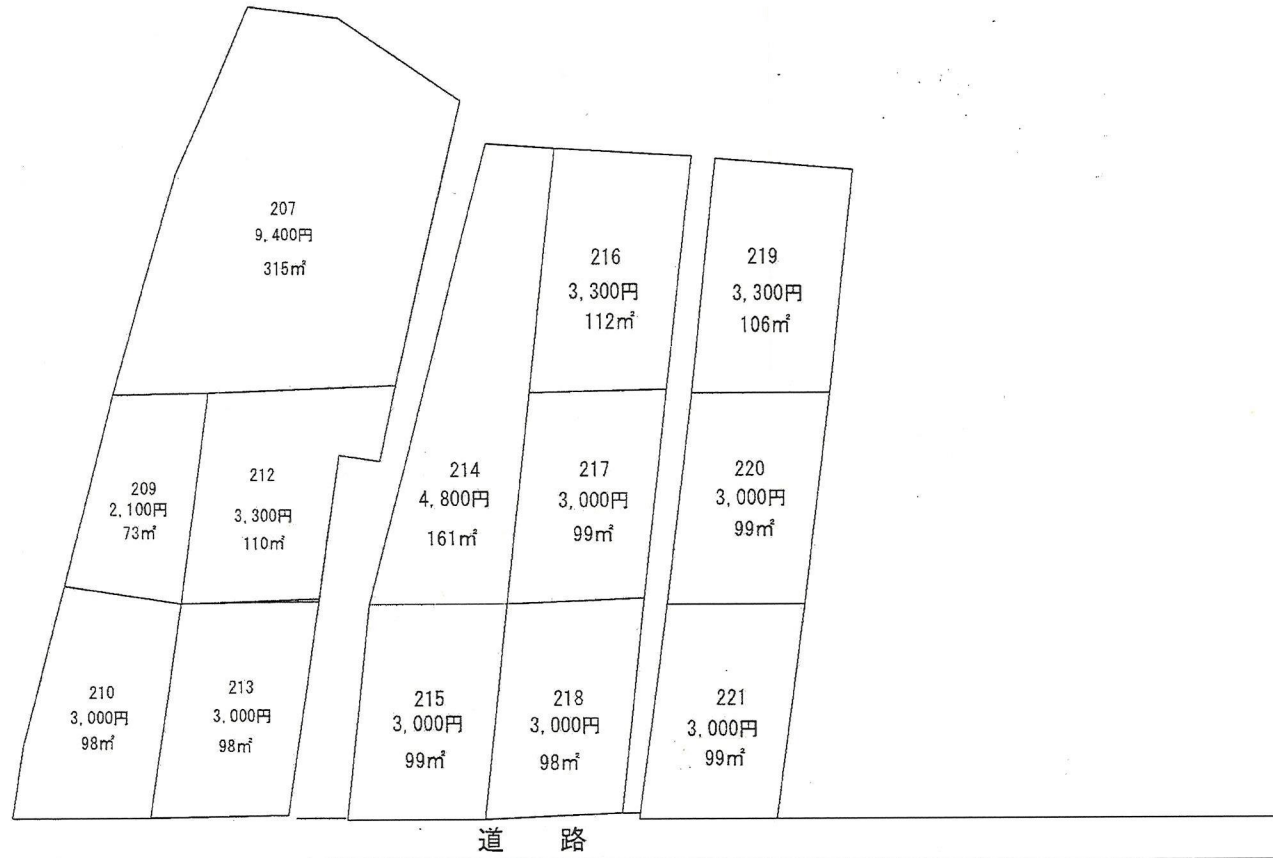 207
9,400円
315㎡
216
3,300円
112㎡
219
3,300円
106㎡
209
2,100円
73㎡
212
3,300円
110㎡
214
4,800円
161㎡
217
3,000円
99㎡
220
3,000円
99㎡
210
3,000円
98㎡
213
3,000円
98㎡
215
3,000円
99㎡
218
3,000円
98㎡
221
3,000円
99㎡
道 路